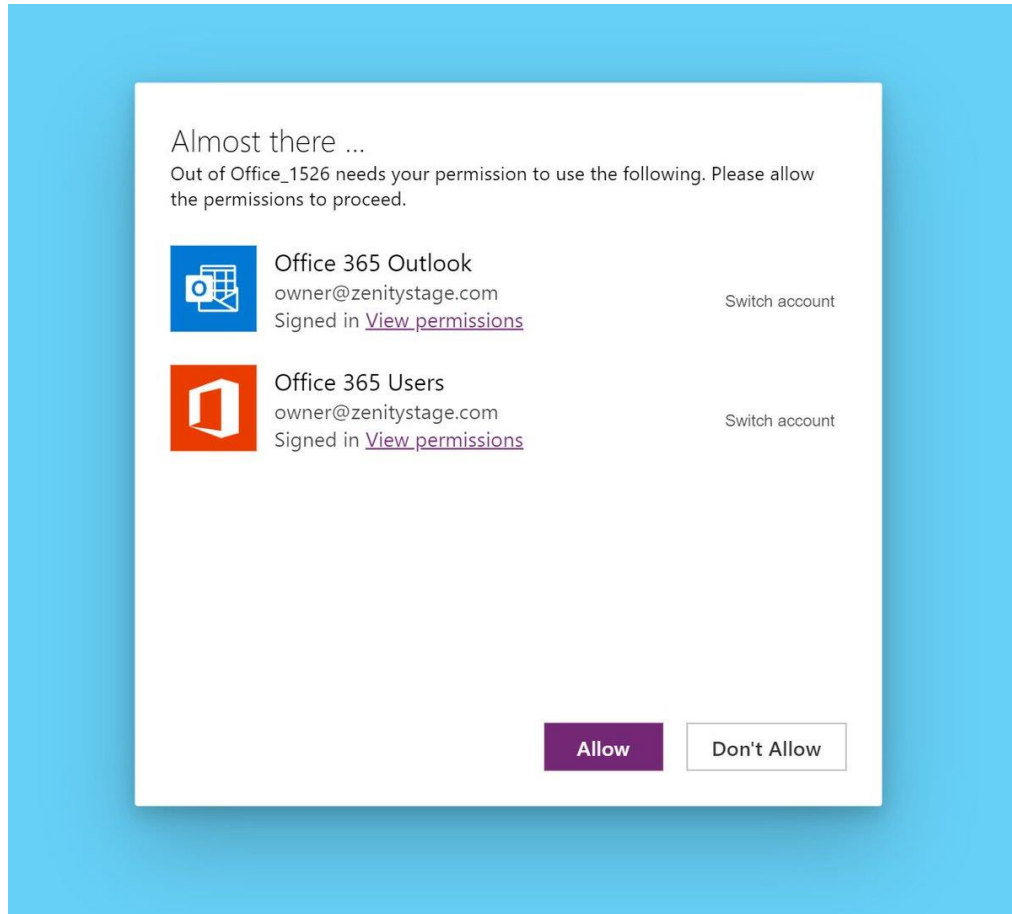 Almost there ...
Out of Office_1526 needs your permission to use the following. Please allow
the permissions to proceed.
Office 365 Outlook
owner@zenitystage.com
Signed in View permissions
Switch account
Office 365 Users
owner@zenitystage.com
Signed in View permissions
Switch account
Allow
Don't Allow